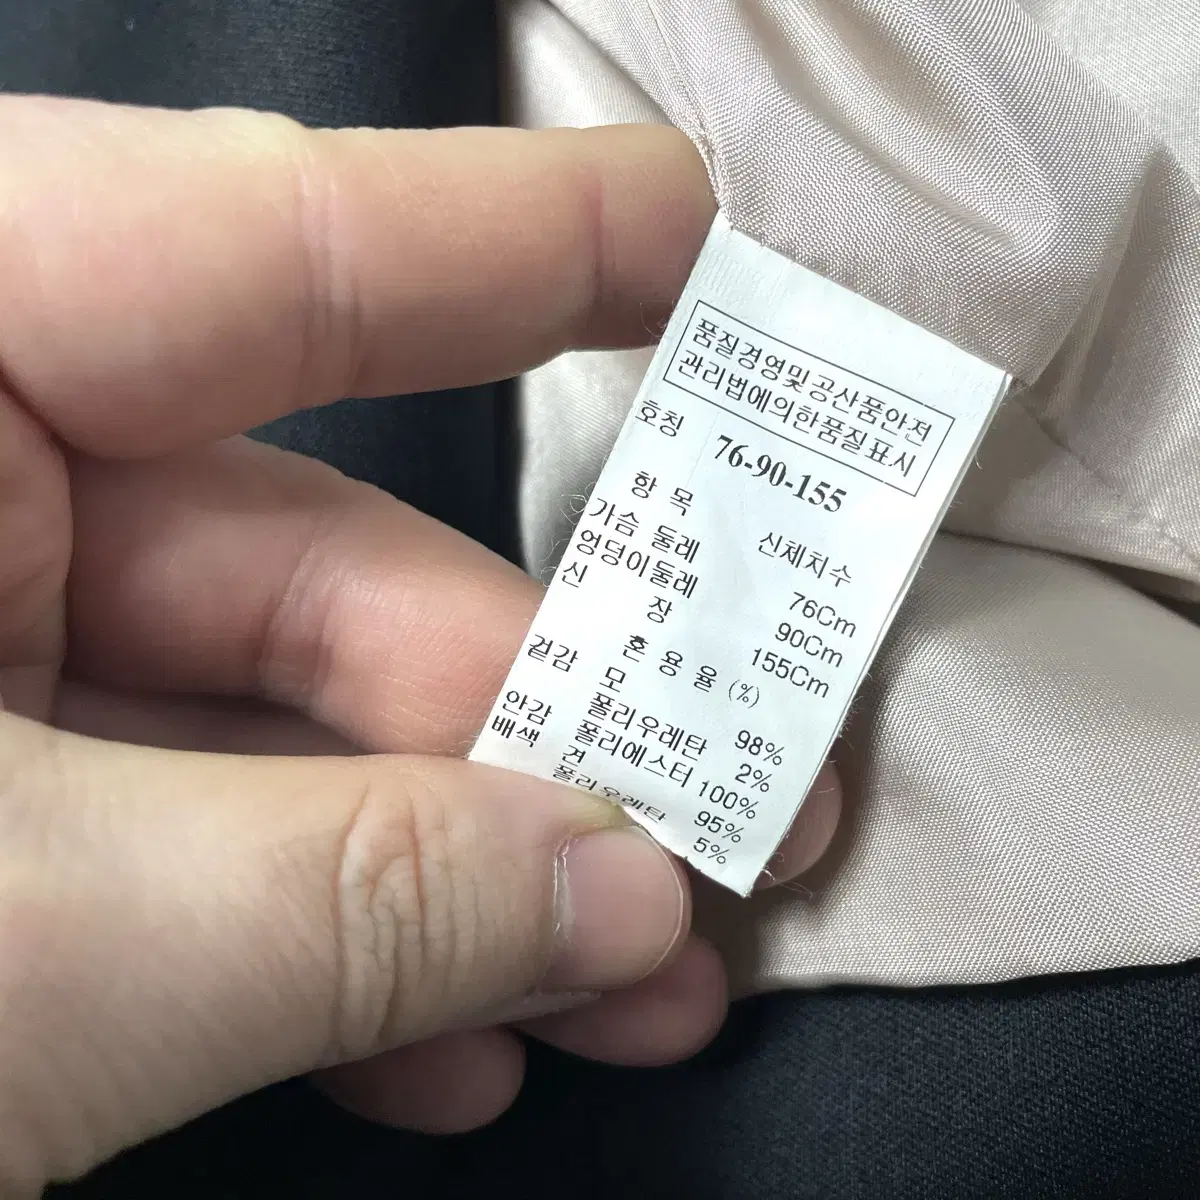 품질경영및공산품안전
관리법에의한품질표시
호칭
76-90-155
항 목 신체치수
가슴 둘레 76Cm
엉덩이둘레 90Cm
신 장 155Cm
혼 용 율 (%)
겉감 모 98%
폴리우레탄 2%
안감 폴리에스터 100%
배색 견 95%
폴리우레탄 5%